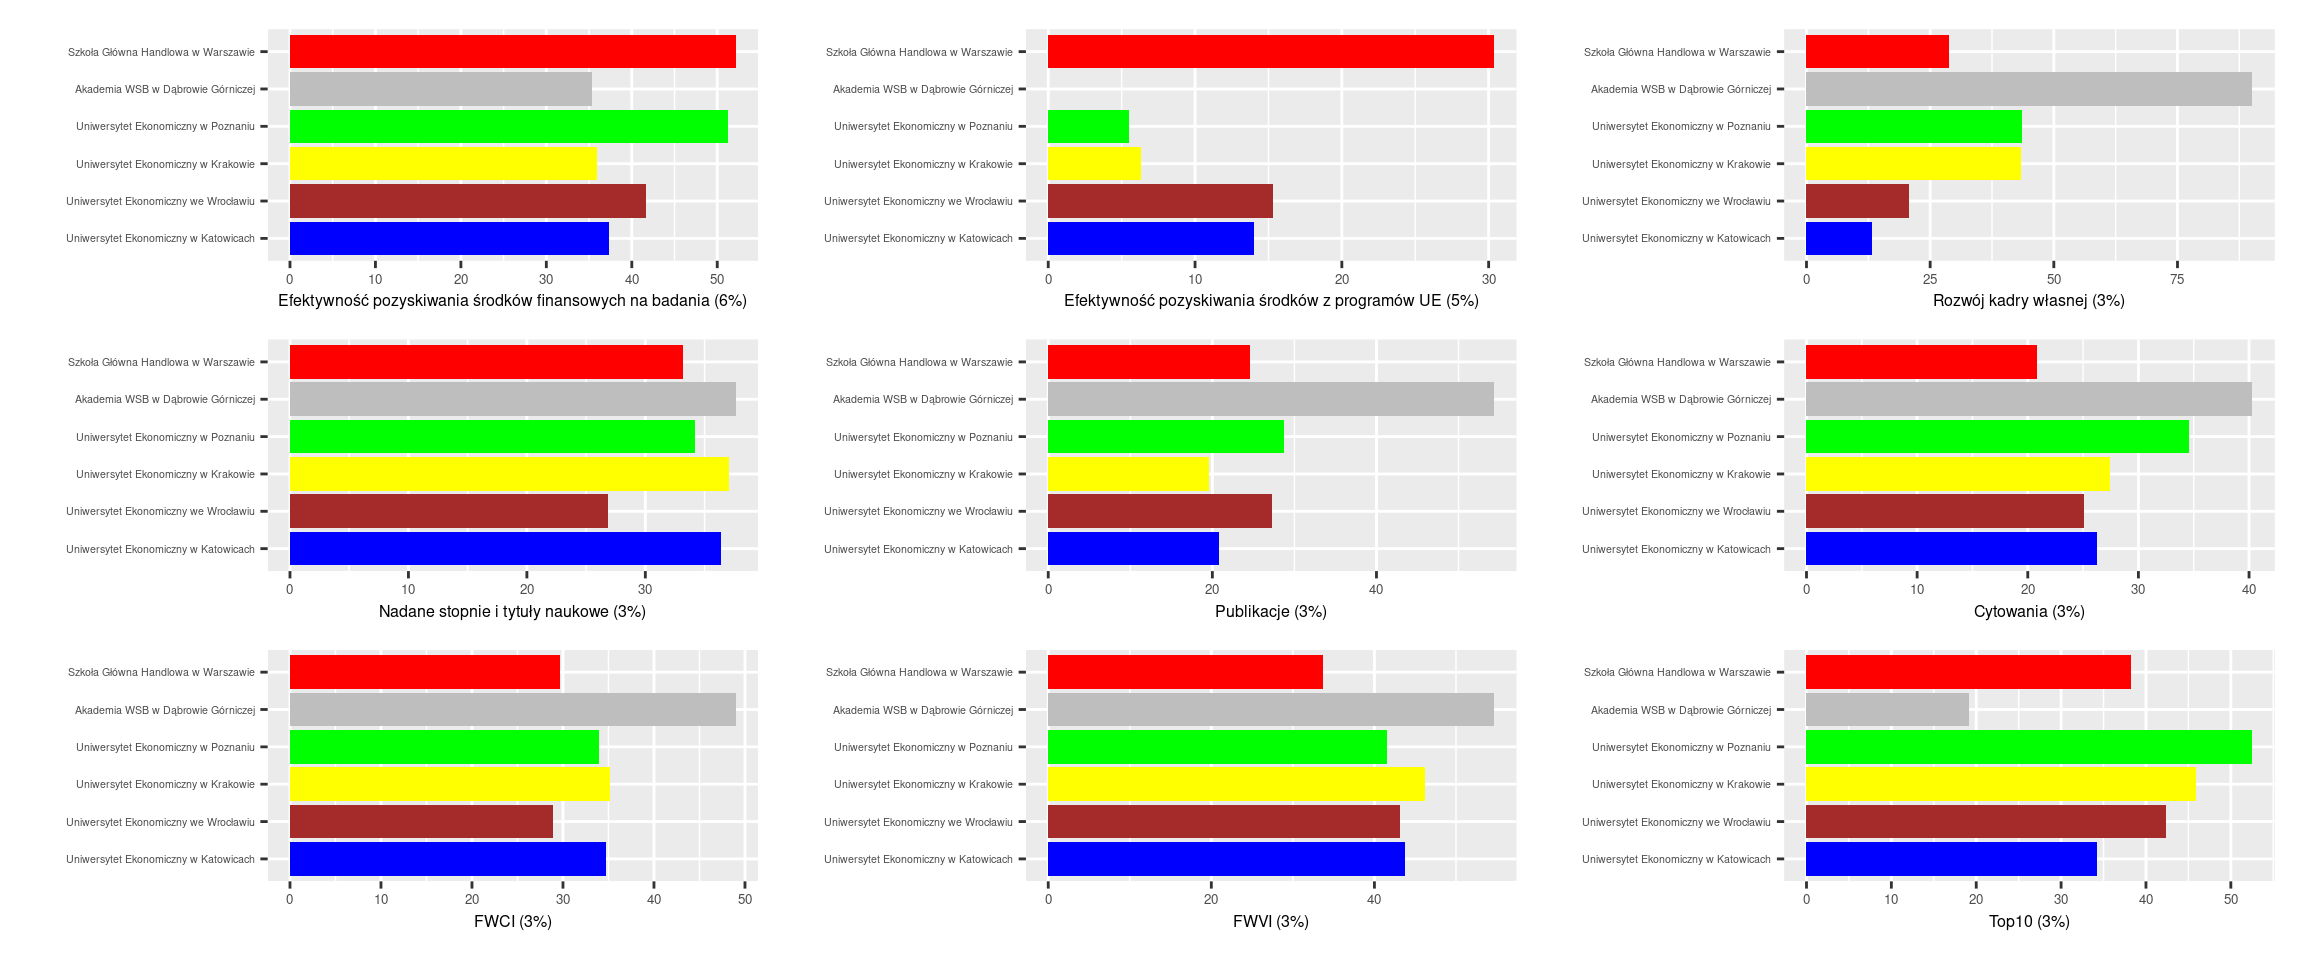 Szkoła Główna Handlowa w Warszawie
Akademia WSB w Dąbrowie Górniczej
Uniwersytet Ekonomiczny w Poznaniu
Uniwersytet Ekonomiczny w Krakowie
Uniwersytet Ekonomiczny we Wrocławiu
Uniwersytet Ekonomiczny w Katowicach
0 10 20 30 40 50
Efektywność pozyskiwania środków finansowych na badania (6%)
Szkoła Główna Handlowa w Warszawie
Akademia WSB w Dąbrowie Górniczej
Uniwersytet Ekonomiczny w Poznaniu
Uniwersytet Ekonomiczny w Krakowie
Uniwersytet Ekonomiczny we Wrocławiu
Uniwersytet Ekonomiczny w Katowicach
0 10 20 30
Efektywność pozyskiwania środków z programów UE (5%)
Szkoła Główna Handlowa w Warszawie
Akademia WSB w Dąbrowie Górniczej
Uniwersytet Ekonomiczny w Poznaniu
Uniwersytet Ekonomiczny w Krakowie
Uniwersytet Ekonomiczny we Wrocławiu
Uniwersytet Ekonomiczny w Katowicach
0 25 50 75
Rozwój kadry własnej (3%)
Szkoła Główna Handlowa w Warszawie
Akademia WSB w Dąbrowie Górniczej
Uniwersytet Ekonomiczny w Poznaniu
Uniwersytet Ekonomiczny w Krakowie
Uniwersytet Ekonomiczny we Wrocławiu
Uniwersytet Ekonomiczny w Katowicach
0 10 20 30
Nadane stopnie i tytuły naukowe (3%)
Szkoła Główna Handlowa w Warszawie
Akademia WSB w Dąbrowie Górniczej
Uniwersytet Ekonomiczny w Poznaniu
Uniwersytet Ekonomiczny w Krakowie
Uniwersytet Ekonomiczny we Wrocławiu
Uniwersytet Ekonomiczny w Katowicach
0 20 40
Publikacje (3%)
Szkoła Główna Handlowa w Warszawie
Akademia WSB w Dąbrowie Górniczej
Uniwersytet Ekonomiczny w Poznaniu
Uniwersytet Ekonomiczny w Krakowie
Uniwersytet Ekonomiczny we Wrocławiu
Uniwersytet Ekonomiczny w Katowicach
0 10 20 30 40
Cytowania (3%)
Szkoła Główna Handlowa w Warszawie
Akademia WSB w Dąbrowie Górniczej
Uniwersytet Ekonomiczny w Poznaniu
Uniwersytet Ekonomiczny w Krakowie
Uniwersytet Ekonomiczny we Wrocławiu
Uniwersytet Ekonomiczny w Katowicach
0 10 20 30 40 50
FWCI (3%)
Szkoła Główna Handlowa w Warszawie
Akademia WSB w Dąbrowie Górniczej
Uniwersytet Ekonomiczny w Poznaniu
Uniwersytet Ekonomiczny w Krakowie
Uniwersytet Ekonomiczny we Wrocławiu
Uniwersytet Ekonomiczny w Katowicach
0 20 40
FWVI (3%)
Szkoła Główna Handlowa w Warszawie
Akademia WSB w Dąbrowie Górniczej
Uniwersytet Ekonomiczny w Poznaniu
Uniwersytet Ekonomiczny w Krakowie
Uniwersytet Ekonomiczny we Wrocławiu
Uniwersytet Ekonomiczny w Katowicach
0 10 20 30 40 50
Top10 (3%)